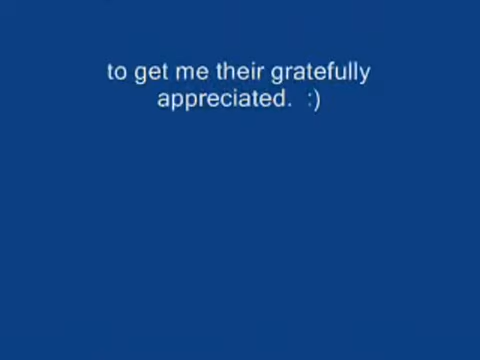 to get me their gratefully
appreciated.  :)